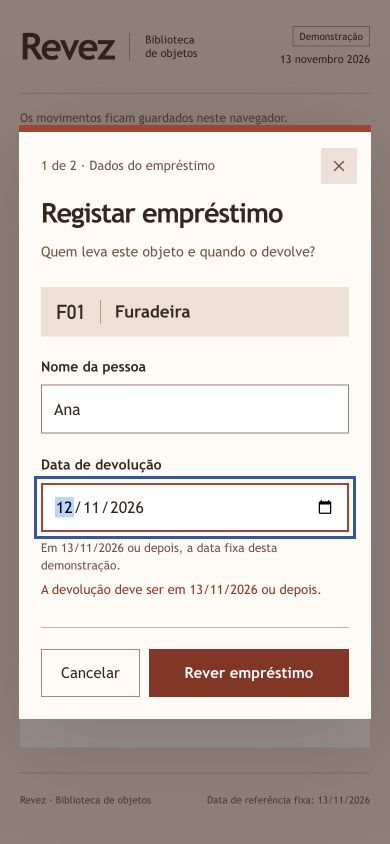 Revez
Biblioteca
de objetos
Demonstração
13 novembro 2026
Os movimentos ficam guardados neste navegador.
1 de 2 · Dados do empréstimo
×
Registar empréstimo
Quem leva este objeto e quando o devolve?
F01 Furadeira
Nome da pessoa
Ana
Data de devolução
12/11/2026
Em 13/11/2026 ou depois, a data fixa desta
demonstração.
A devolução deve ser em 13/11/2026 ou depois.
Cancelar
Rever empréstimo
Revez · Biblioteca de objetos
Data de referência fixa: 13/11/2026